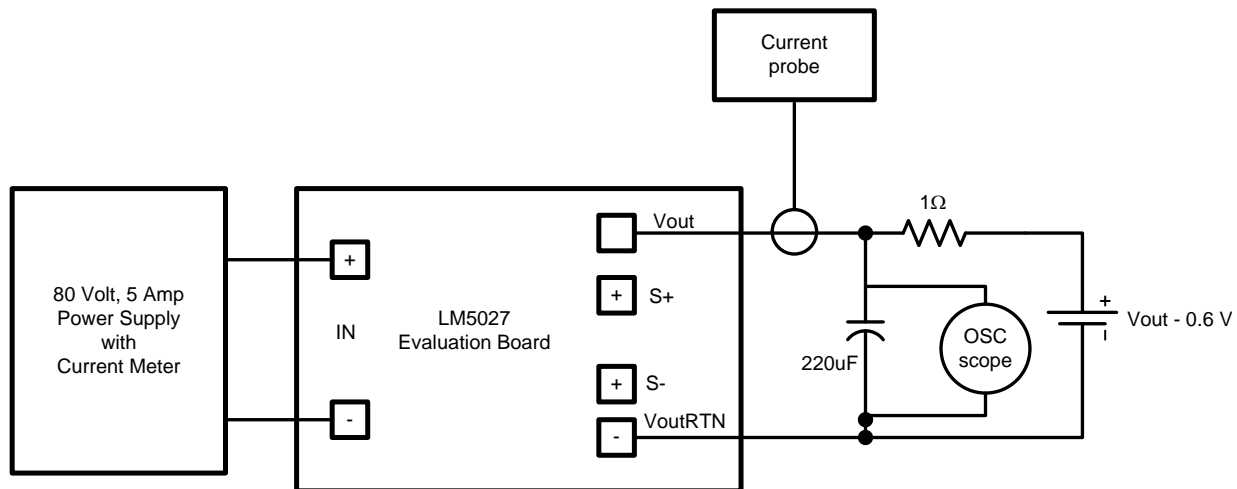 Current
probe
1Ω
Vout
+
S+
+
80 Volt, 5 Amp
Power Supply
with
Current Meter
IN
LM5027
Evaluation Board
+
Vout - 0.6 V
OSC
scope
220uF
+
S-
VoutRTN
-
-